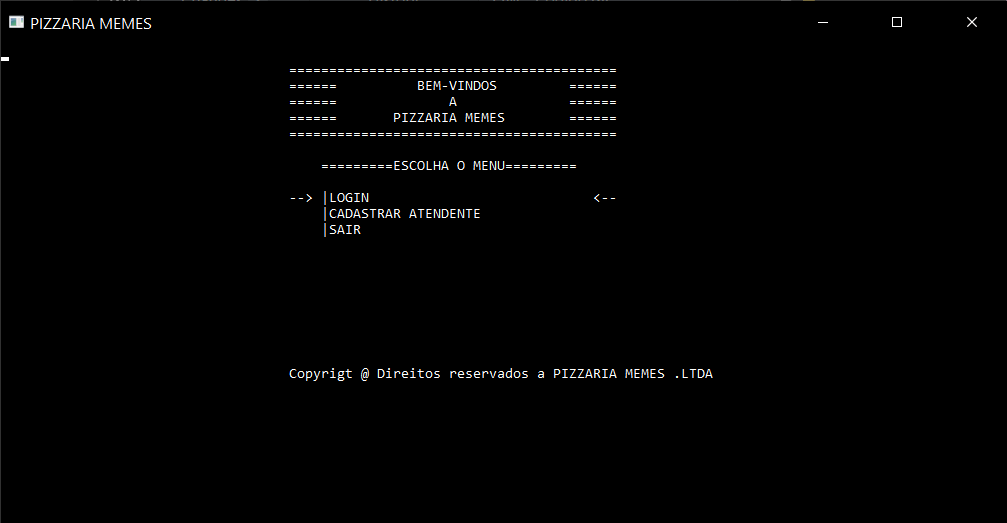 PIZZARIA MEMES
=========================================
====== BEM-VINDOS ======
====== A ======
====== PIZZARIA MEMES ======
=========================================
=========ESCOLHA O MENU=========
--> |LOGIN <--
|CADASTRAR ATENDENTE
|SAIR
Copyrigt @ Direitos reservados a PIZZARIA MEMES .LTDA